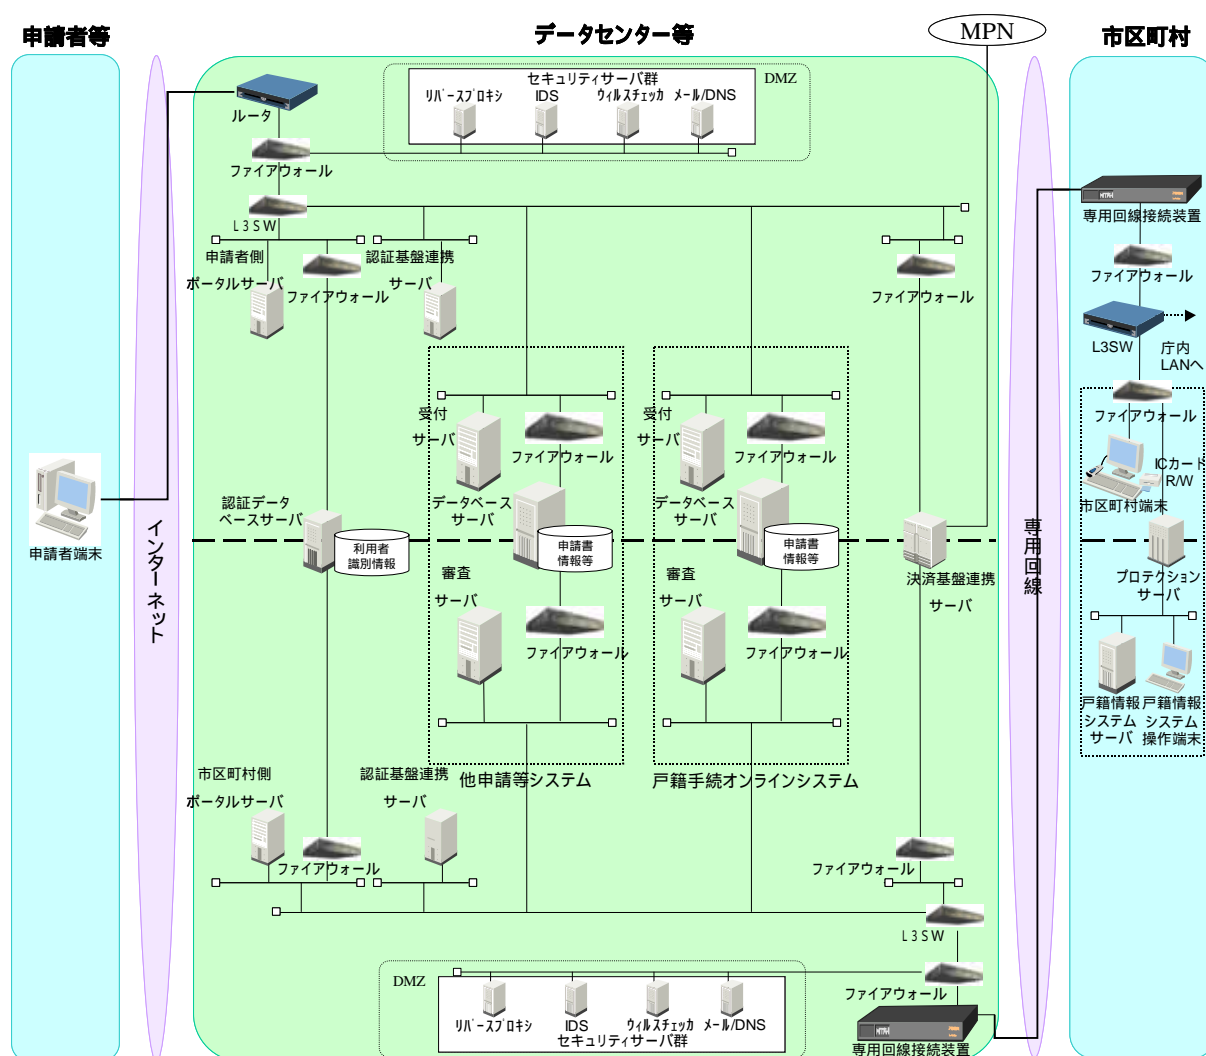 申請者等
データセンター等
MPN
市区町村
セキュリティサーバ群
DMZ
リバースプロキシ
IDS
ウィルスチェッカ
メール/DNS
ルータ
ファイアウォール
L3SW
申請者側
ポータルサーバ
ファイアウォール
認証基盤連携
サーバ
ファイアウォール
専用回線接続装置
ファイアウォール
L3SW
庁内
LANへ
ファイアウォール
ICカード
R/W
市区町村端末
受付
サーバ
ファイアウォール
データベース
サーバ
申請書
情報等
審査
サーバ
ファイアウォール
他申請等システム
受付
サーバ
ファイアウォール
データベース
サーバ
申請書
情報等
審査
サーバ
ファイアウォール
戸籍手続オンラインシステム
申請者端末
インターネット
認証データ
ベースサーバ
利用者
識別情報
決済基盤連携
サーバ
専用回線
プロテクション
サーバ
戸籍情報
システム
サーバ
戸籍情報
システム
操作端末
市区町村側
ポータルサーバ
ファイアウォール
認証基盤連携
サーバ
ファイアウォール
L3SW
DMZ
ファイアウォール
リバースプロキシ
IDS
ウィルスチェッカ
メール/DNS
セキュリティサーバ群
専用回線接続装置